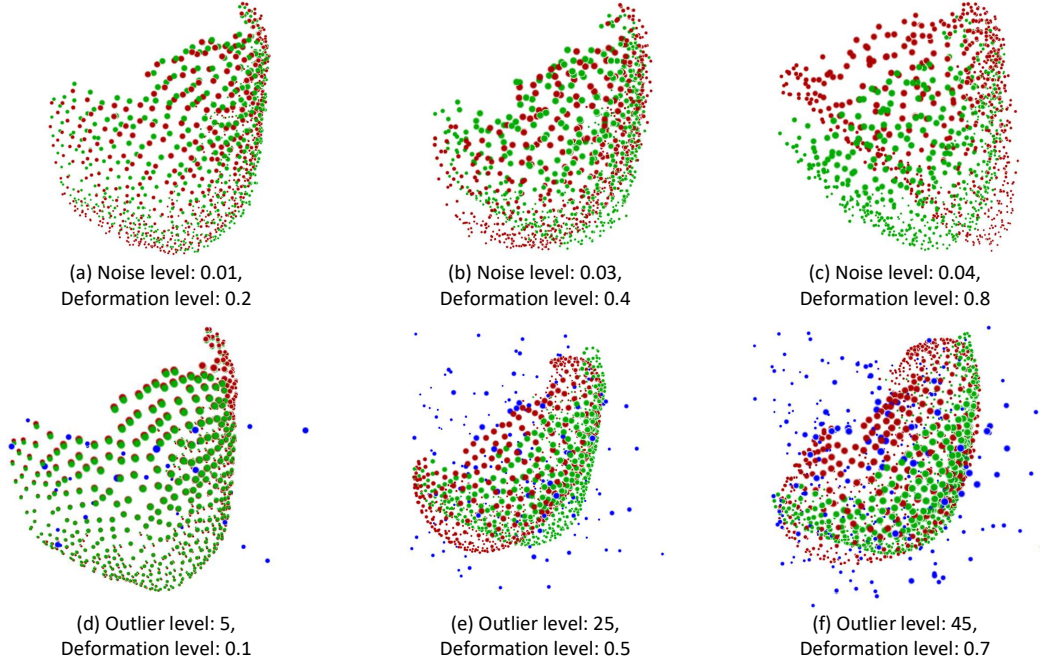 (a) Noise level: 0.01,
Deformation level: 0.2
(b) Noise level: 0.03,
Deformation level: 0.4
(c) Noise level: 0.04,
Deformation level: 0.8
(d) Outlier level: 5,
Deformation level: 0.1
(e) Outlier level: 25,
Deformation level: 0.5
(f) Outlier level: 45,
Deformation level: 0.7